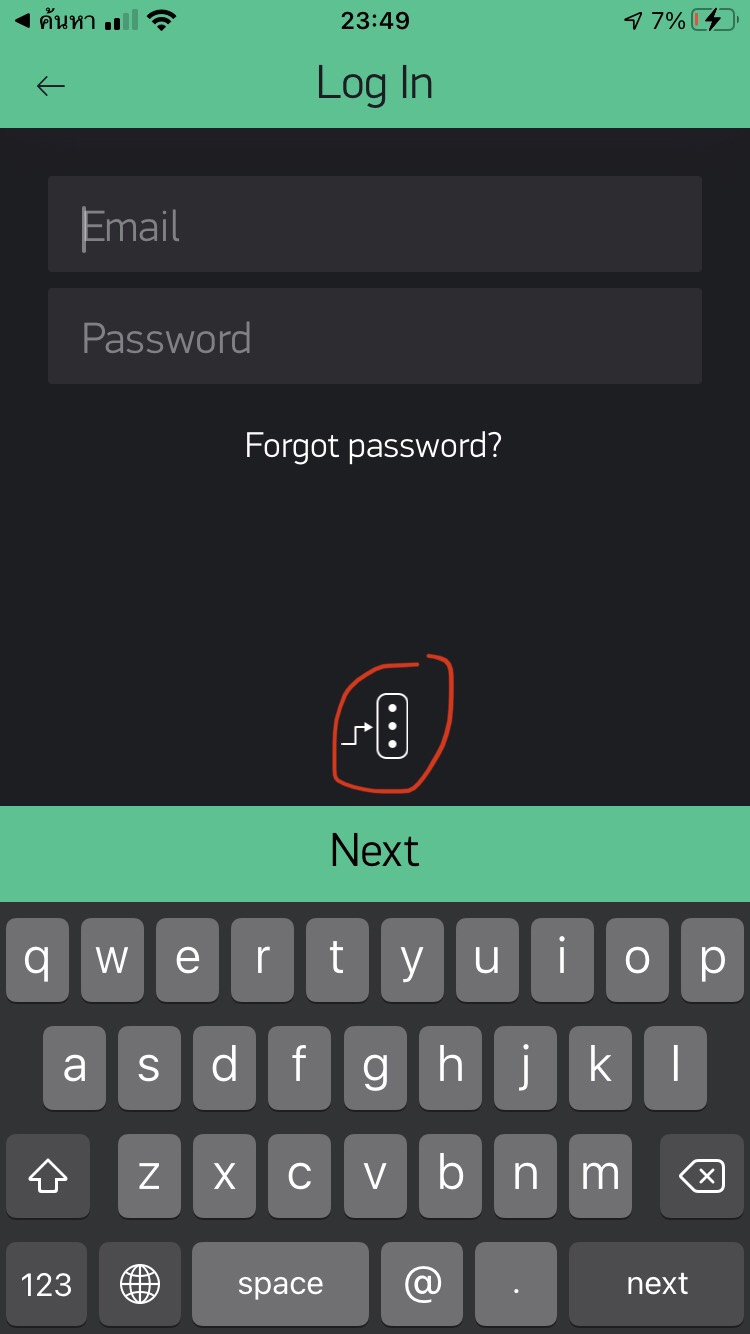 ค้นหา 23:49 7%
Log In
Email
Password
Forgot password?
Next
q w e r t y u i o p
a s d f g h j k l
z x c v b n m
123 space @ . next